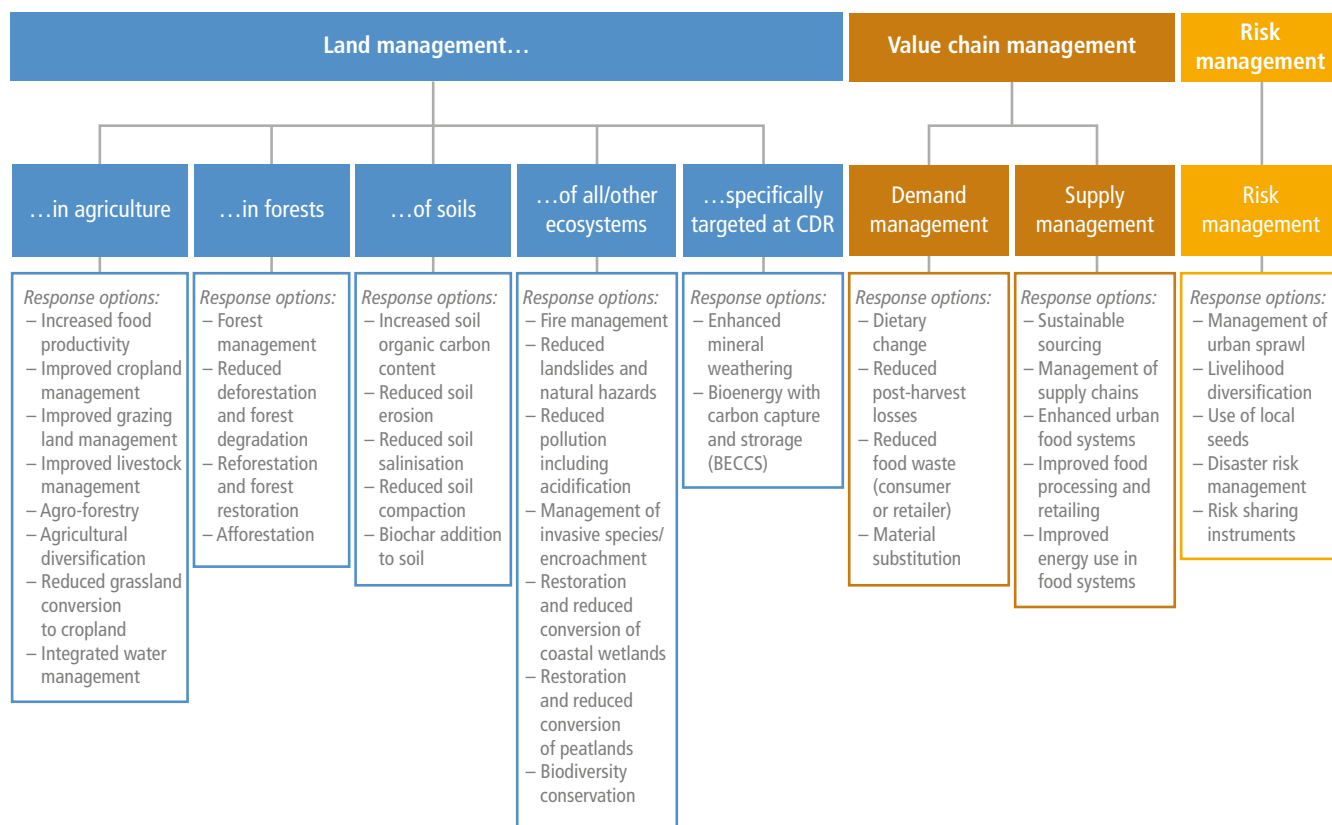 Land management…
Value chain management
Risk
management
…in agriculture
…in forests
…of soils
…of all/other
ecosystems
…specifically
targeted at CDR
Demand
management
Supply
management
Risk
management
Response options:
– Increased food
productivity
– Improved cropland
management
– Improved grazing
land management
– Improved livestock
management
– Agro-forestry
– Agricultural
diversification
– Reduced grassland
conversion
to cropland
– Integrated water
management
Response options:
– Forest
management
– Reduced
deforestation
and forest
degradation
– Reforestation
and forest
restoration
– Afforestation
Response options:
– Increased soil
organic carbon
content
– Reduced soil
erosion
– Reduced soil
salinisation
– Reduced soil
compaction
– Biochar addition
to soil
Response options:
– Fire management
– Reduced
landslides and
natural hazards
– Reduced
pollution
including
acidification
– Management of
invasive species/
encroachment
– Restoration
and reduced
conversion of
coastal wetlands
– Restoration
and reduced
conversion
of peatlands
– Biodiversity
conservation
Response options:
– Enhanced
mineral
weathering
– Bioenergy with
carbon capture
and strorage
(BECCS)
Response options:
– Dietary
change
– Reduced
post-harvest
losses
– Reduced
food waste
(consumer
or retailer)
– Material
substitution
Response options:
– Sustainable
sourcing
– Management of
supply chains
– Enhanced urban
food systems
– Improved food
processing and
retailing
– Improved
energy use in
food systems
Response options:
– Management of
urban sprawl
– Livelihood
diversification
– Use of local
seeds
– Disaster risk
management
– Risk sharing
instruments